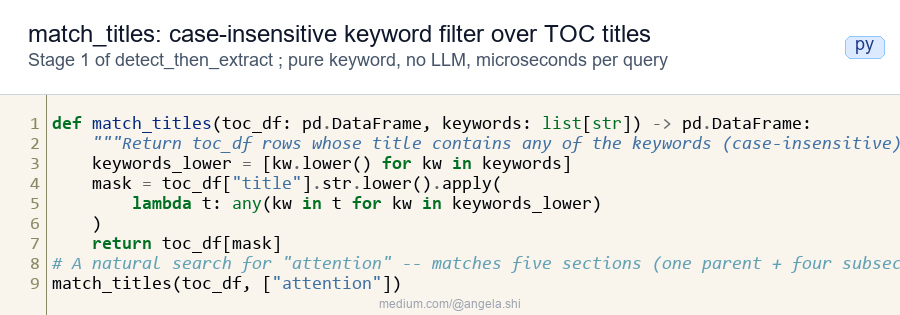 match_titles: case-insensitive keyword filter over TOC titles
Stage 1 of detect_then_extract ; pure keyword, no LLM, microseconds per query
py
1 def match_titles(toc_df: pd.DataFrame, keywords: list[str]) -> pd.DataFrame:
2     """Return toc_df rows whose title contains any of the keywords (case-insensitive)
3     keywords_lower = [kw.lower() for kw in keywords]
4     mask = toc_df["title"].str.lower().apply(
5         lambda t: any(kw in t for kw in keywords_lower)
6     )
7     return toc_df[mask]
8 # A natural search for "attention" -- matches five sections (one parent + four subsec
9 match_titles(toc_df, ["attention"])
medium.com/@angela.shi